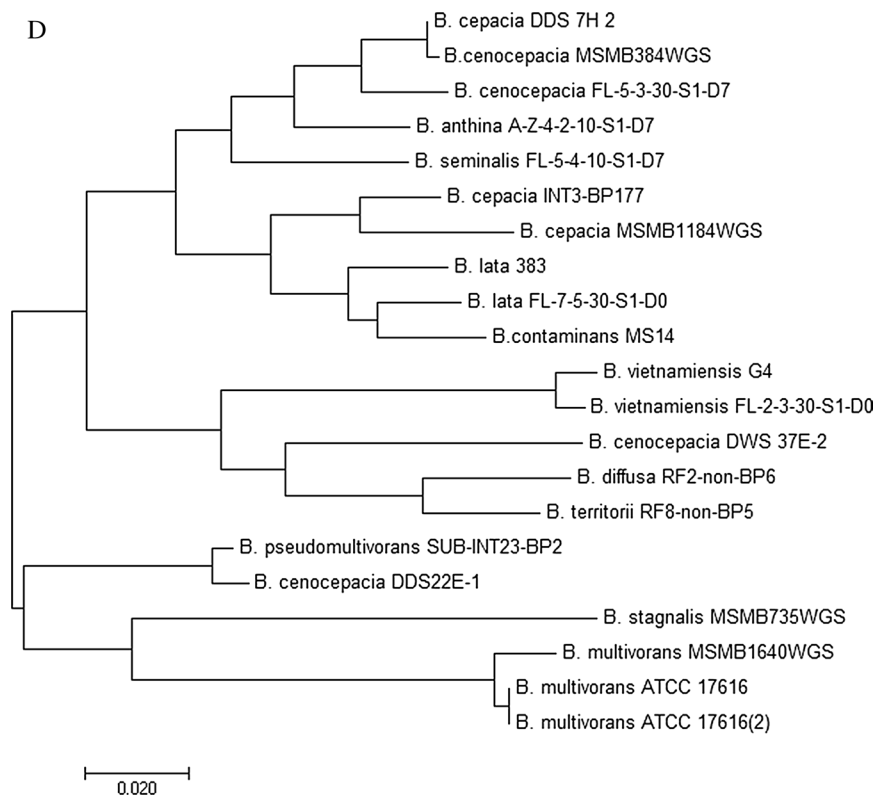 D
B. cepacia DDS 7H 2
B.cenocepacia MSMB384WGS
B. cenocepacia FL-5-3-30-S1-D7
B. anthina A-Z-4-2-10-S1-D7
B. seminalis FL-5-4-10-S1-D7
B. cepacia INT3-BP177
B. cepacia MSMB1184WGS
B. lata 383
B. lata FL-7-5-30-S1-D0
B.contaminans MS14
B. vietnamiensis G4
B. vietnamiensis FL-2-3-30-S1-D0
B. cenocepacia DWS 37E-2
B. diffusa RF2-non-BP6
B. territorii RF8-non-BP5
B. pseudomultivorans SUB-INT23-BP2
B. cenocepacia DDS22E-1
B. stagnalis MSMB735WGS
B. multivorans MSMB1640WGS
B. multivorans ATCC 17616
B. multivorans ATCC 17616(2)
0.020